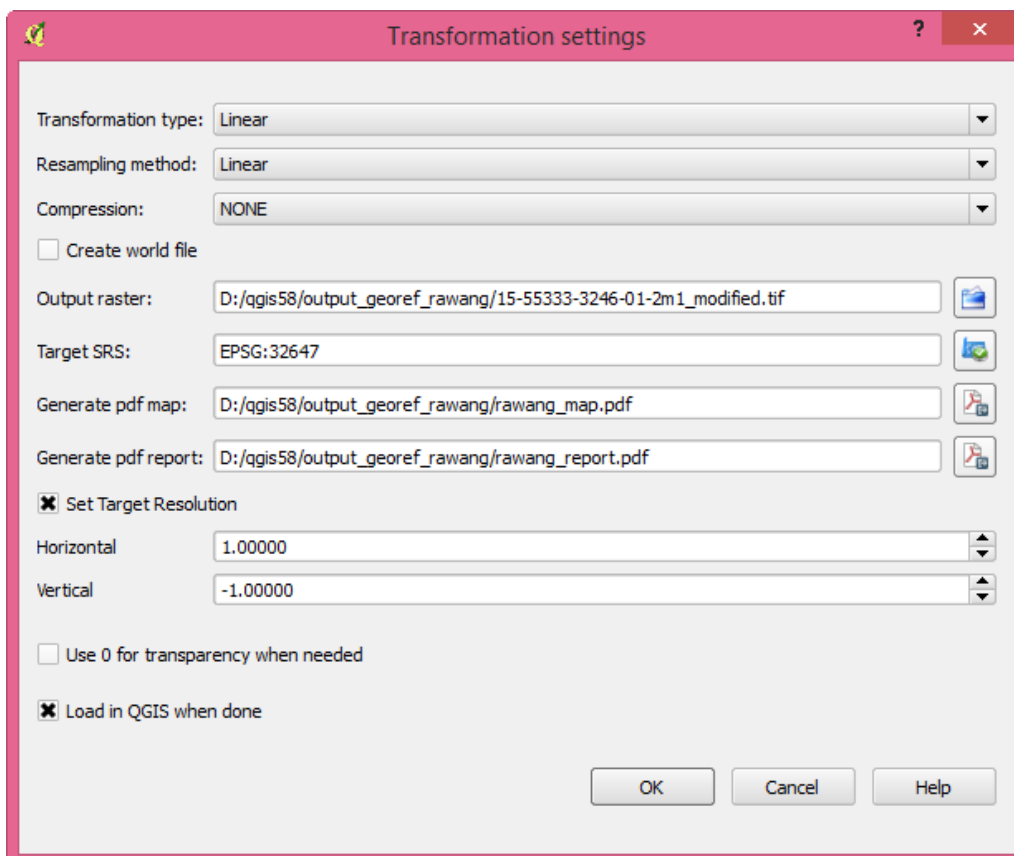 Transformation settings ? ×
Transformation type: Linear
Resampling method: Linear
Compression: NONE
Create world file
Output raster: D:/qgis58/output_georef_rawang/15-55333-3246-01-2m1_modified.tif
Target SRS: EPSG:32647
Generate pdf map: D:/qgis58/output_georef_rawang/rawang_map.pdf
Generate pdf report: D:/qgis58/output_georef_rawang/rawang_report.pdf
Set Target Resolution
Horizontal 1.00000
Vertical -1.00000
Use 0 for transparency when needed
Load in QGIS when done
OK Cancel Help